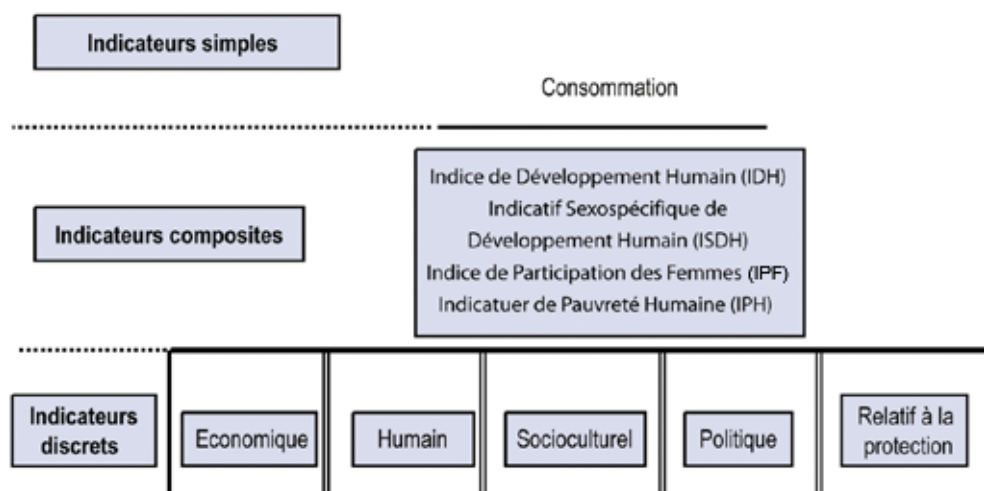 Indicateurs simples
Consommation
Indice de Développement Humain (IDH)
Indicatif Sexospécifique de
Développement Humain (ISDH)
Indice de Participation des Femmes (IPF)
Indicatuer de Pauvreté Humaine (IPH)
Indicateurs composites
Indicateurs
discrets
Economique
Humain
Socioculturel
Politique
Relatif à la
protection